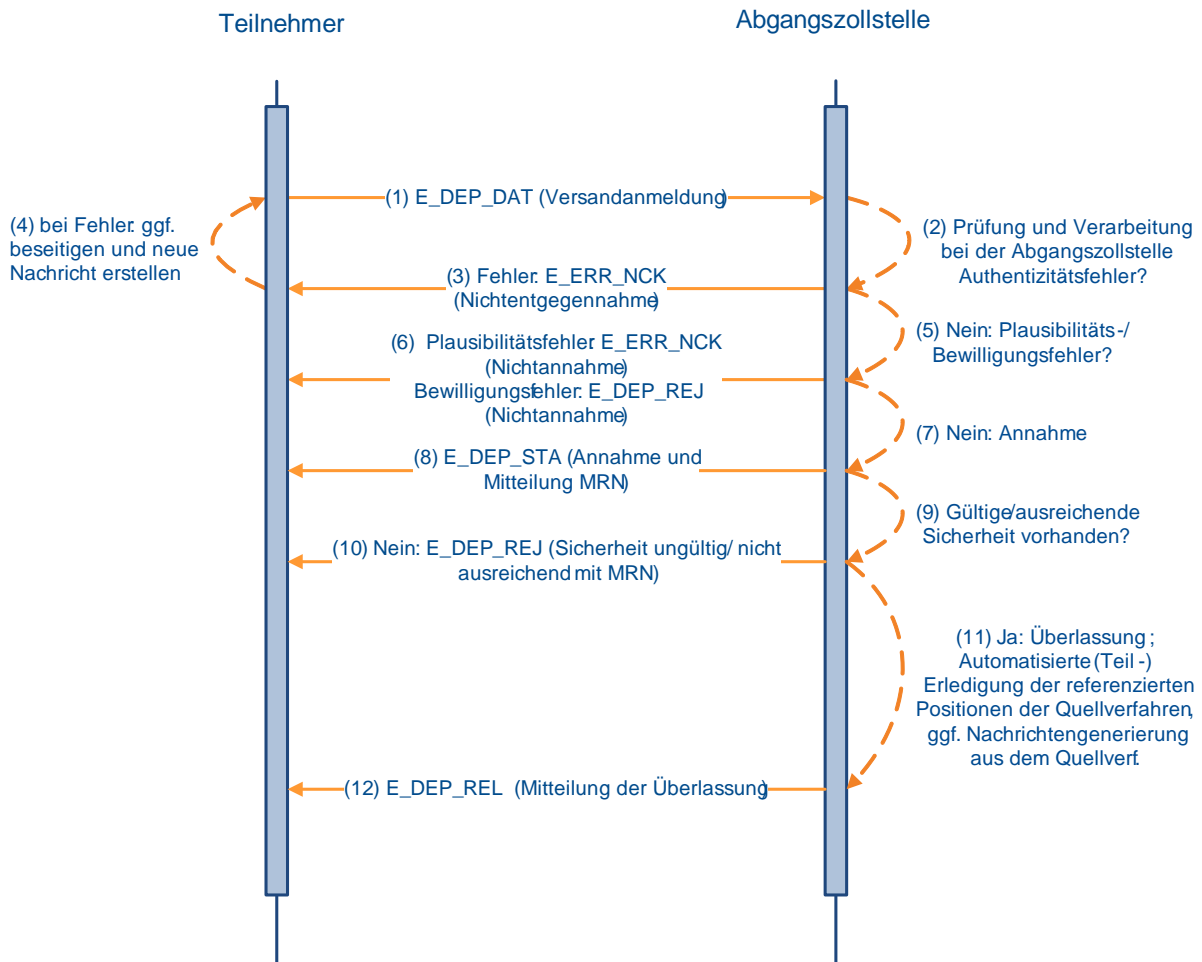 Teilnehmer
Abgangszollstelle
(1) E_DEP_DAT (Versandanmeldung)
(2) Prüfung und Verarbeitung
bei der Abgangszollstelle
Authentizitätsfehler?
(4) bei Fehler: ggf.
beseitigen und neue
Nachricht erstellen
(3) Fehler: E_ERR_NCK
(Nichtentgegennahme)
(5) Nein: Plausibilitäts-/
Bewilligungsfehler?
(6) Plausibilitätsfehler: E_ERR_NCK
(Nichtannahme)
Bewilligungsfehler: E_DEP_REJ
(Nichtannahme)
(7) Nein: Annahme
(8) E_DEP_STA (Annahme und
Mitteilung MRN)
(9) Gültige/ausreichende
Sicherheit vorhanden?
(10) Nein: E_DEP_REJ (Sicherheit ungültig/ nicht
ausreichend mit MRN)
(11) Ja: Überlassung;
Automatisierte (Teil-)
Erledigung der referenzierten
Positionen der Quellverfahren,
ggf. Nachrichtengenerierung
aus dem Quellverf.
(12) E_DEP_REL (Mitteilung der Überlassung)